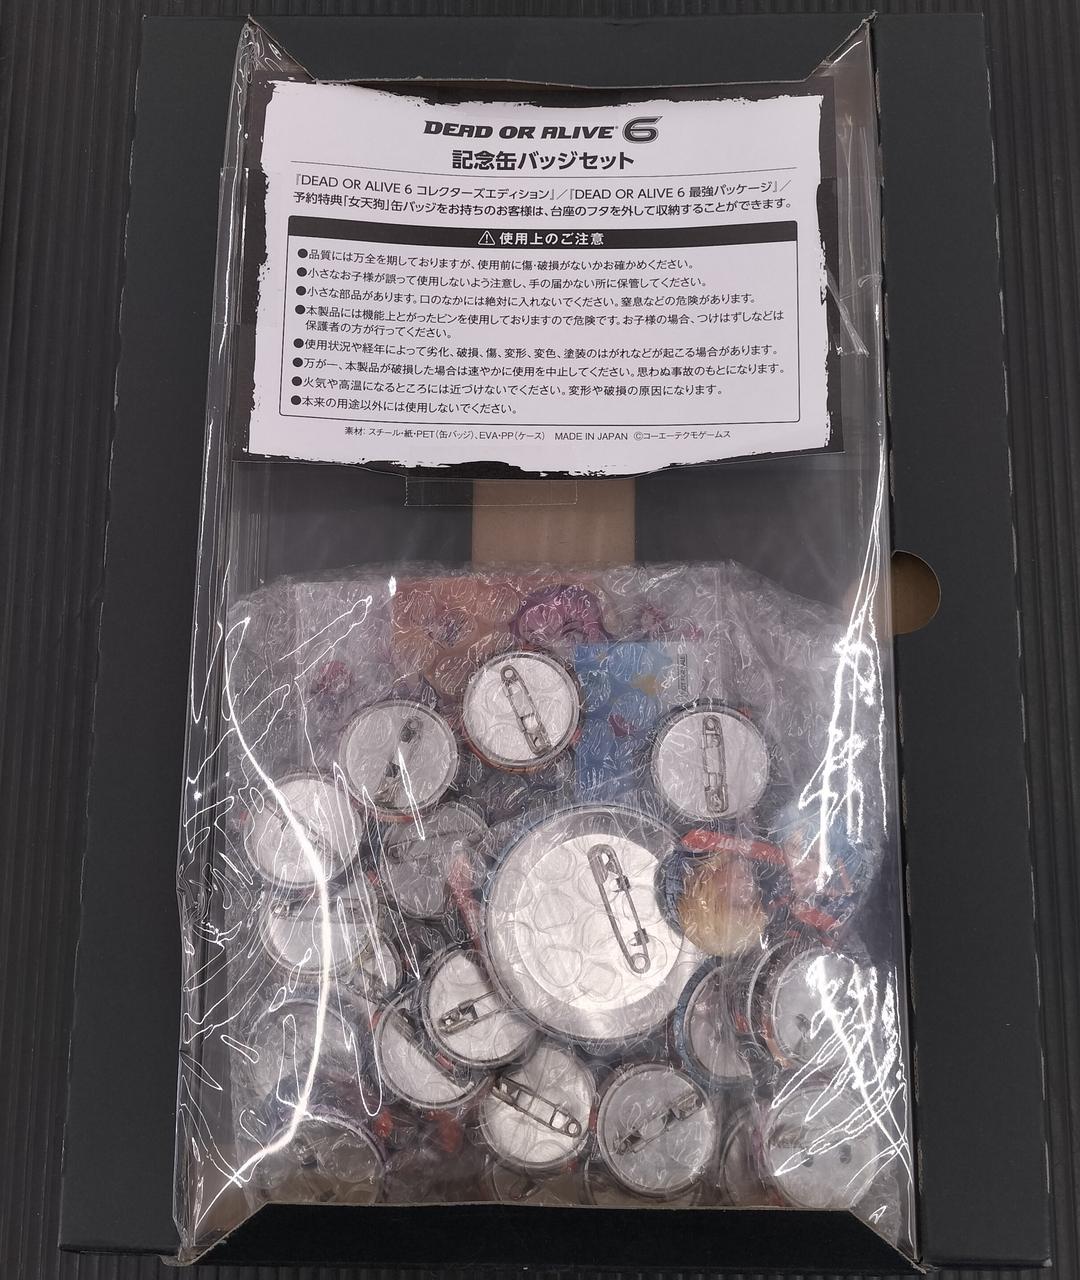 DEAD OR ALIVE 6
記念缶バッジセット
『DEAD OR ALIVE 6 コレクターズエディション』／『DEAD OR ALIVE 6 最強パッケージ』／
予約特典「女天狗」缶バッジをお持ちのお客様は、台座のフタを外して収納することができます。
⚠使用上のご注意
●品質には万全を期しておりますが、使用前に傷・破損がないかお確かめください。
●小さなお子様が誤って使用しないよう注意し、手の届かない所に保管してください。
●小さな部品があります。口のなかには絶対に入れないでください。窒息などの危険があります。
●本製品には機能上とがったピンを使用しておりますので危険です。お子様の場合、つけはずしなどは
保護者の方が行ってください。
●使用状況や経年によって劣化、破損、傷、変形、変色、塗装のはがれなどが起こる場合があります。
●万が一、本製品が破損した場合は速やかに使用を中止してください。思わぬ事故のもとになります。
●火気や高温になるところには近づけないでください。変形や破損の原因になります。
●本来の用途以外には使用しないでください。
素材：スチール・紙・PET（缶バッジ）、EVA・PP（ケース） MADE IN JAPAN Ⓒコーエーテクモゲームス